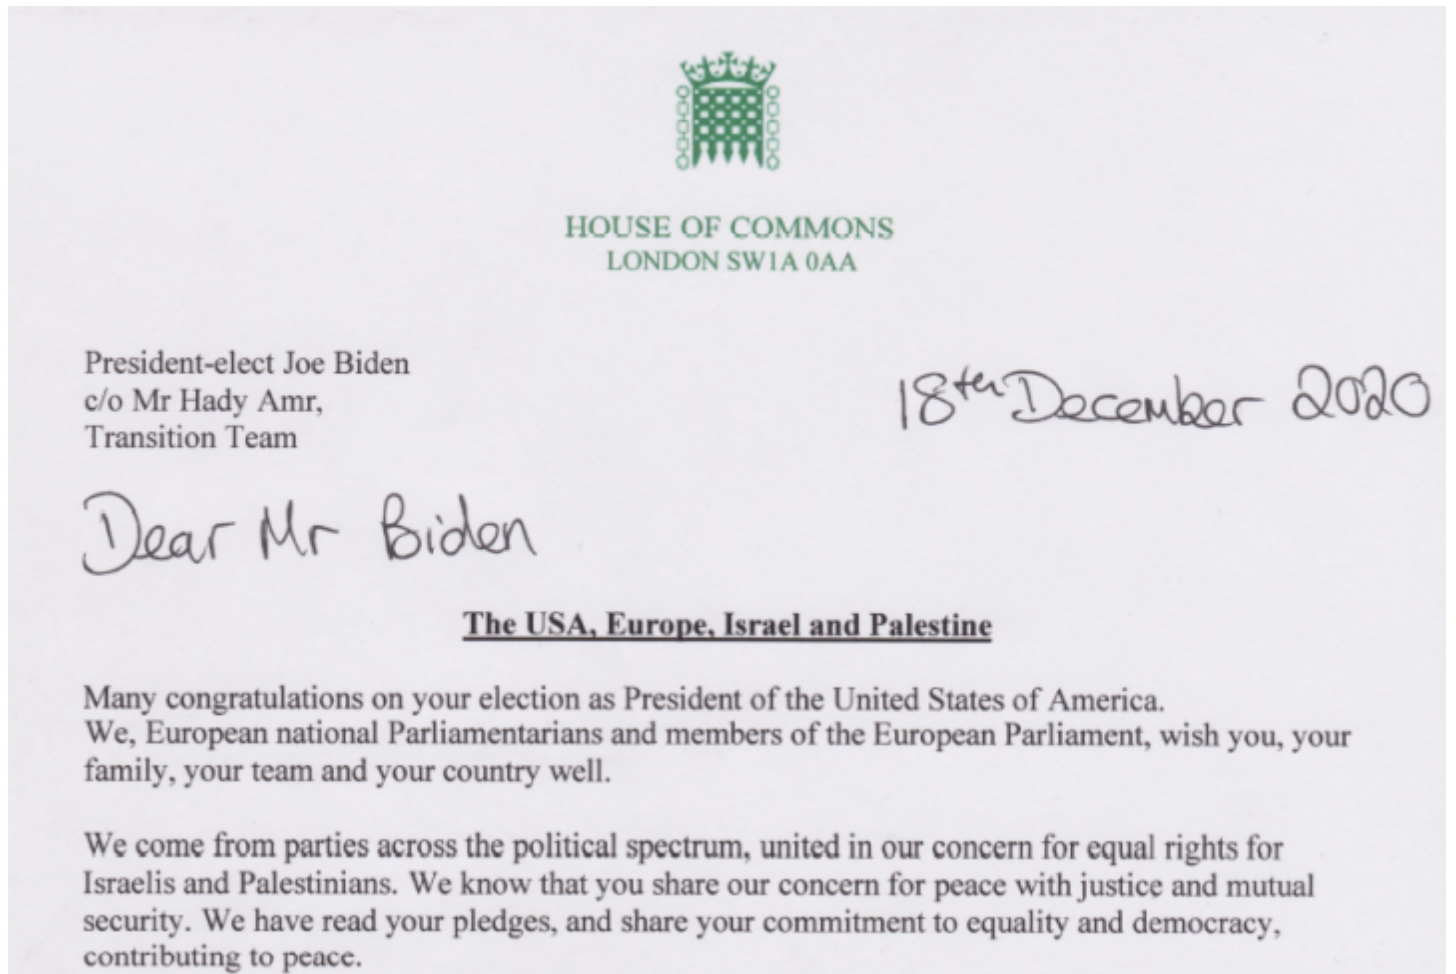 HOUSE OF COMMONS
LONDON SW1A 0AA
President-elect Joe Biden
c/o Mr Hady Amr,
Transition Team
18th December 2020
Dear Mr Biden
The USA, Europe, Israel and Palestine
Many congratulations on your election as President of the United States of America.
We, European national Parliamentarians and members of the European Parliament, wish you, your
family, your team and your country well.
We come from parties across the political spectrum, united in our concern for equal rights for
Israelis and Palestinians. We know that you share our concern for peace with justice and mutual
security. We have read your pledges, and share your commitment to equality and democracy,
contributing to peace.